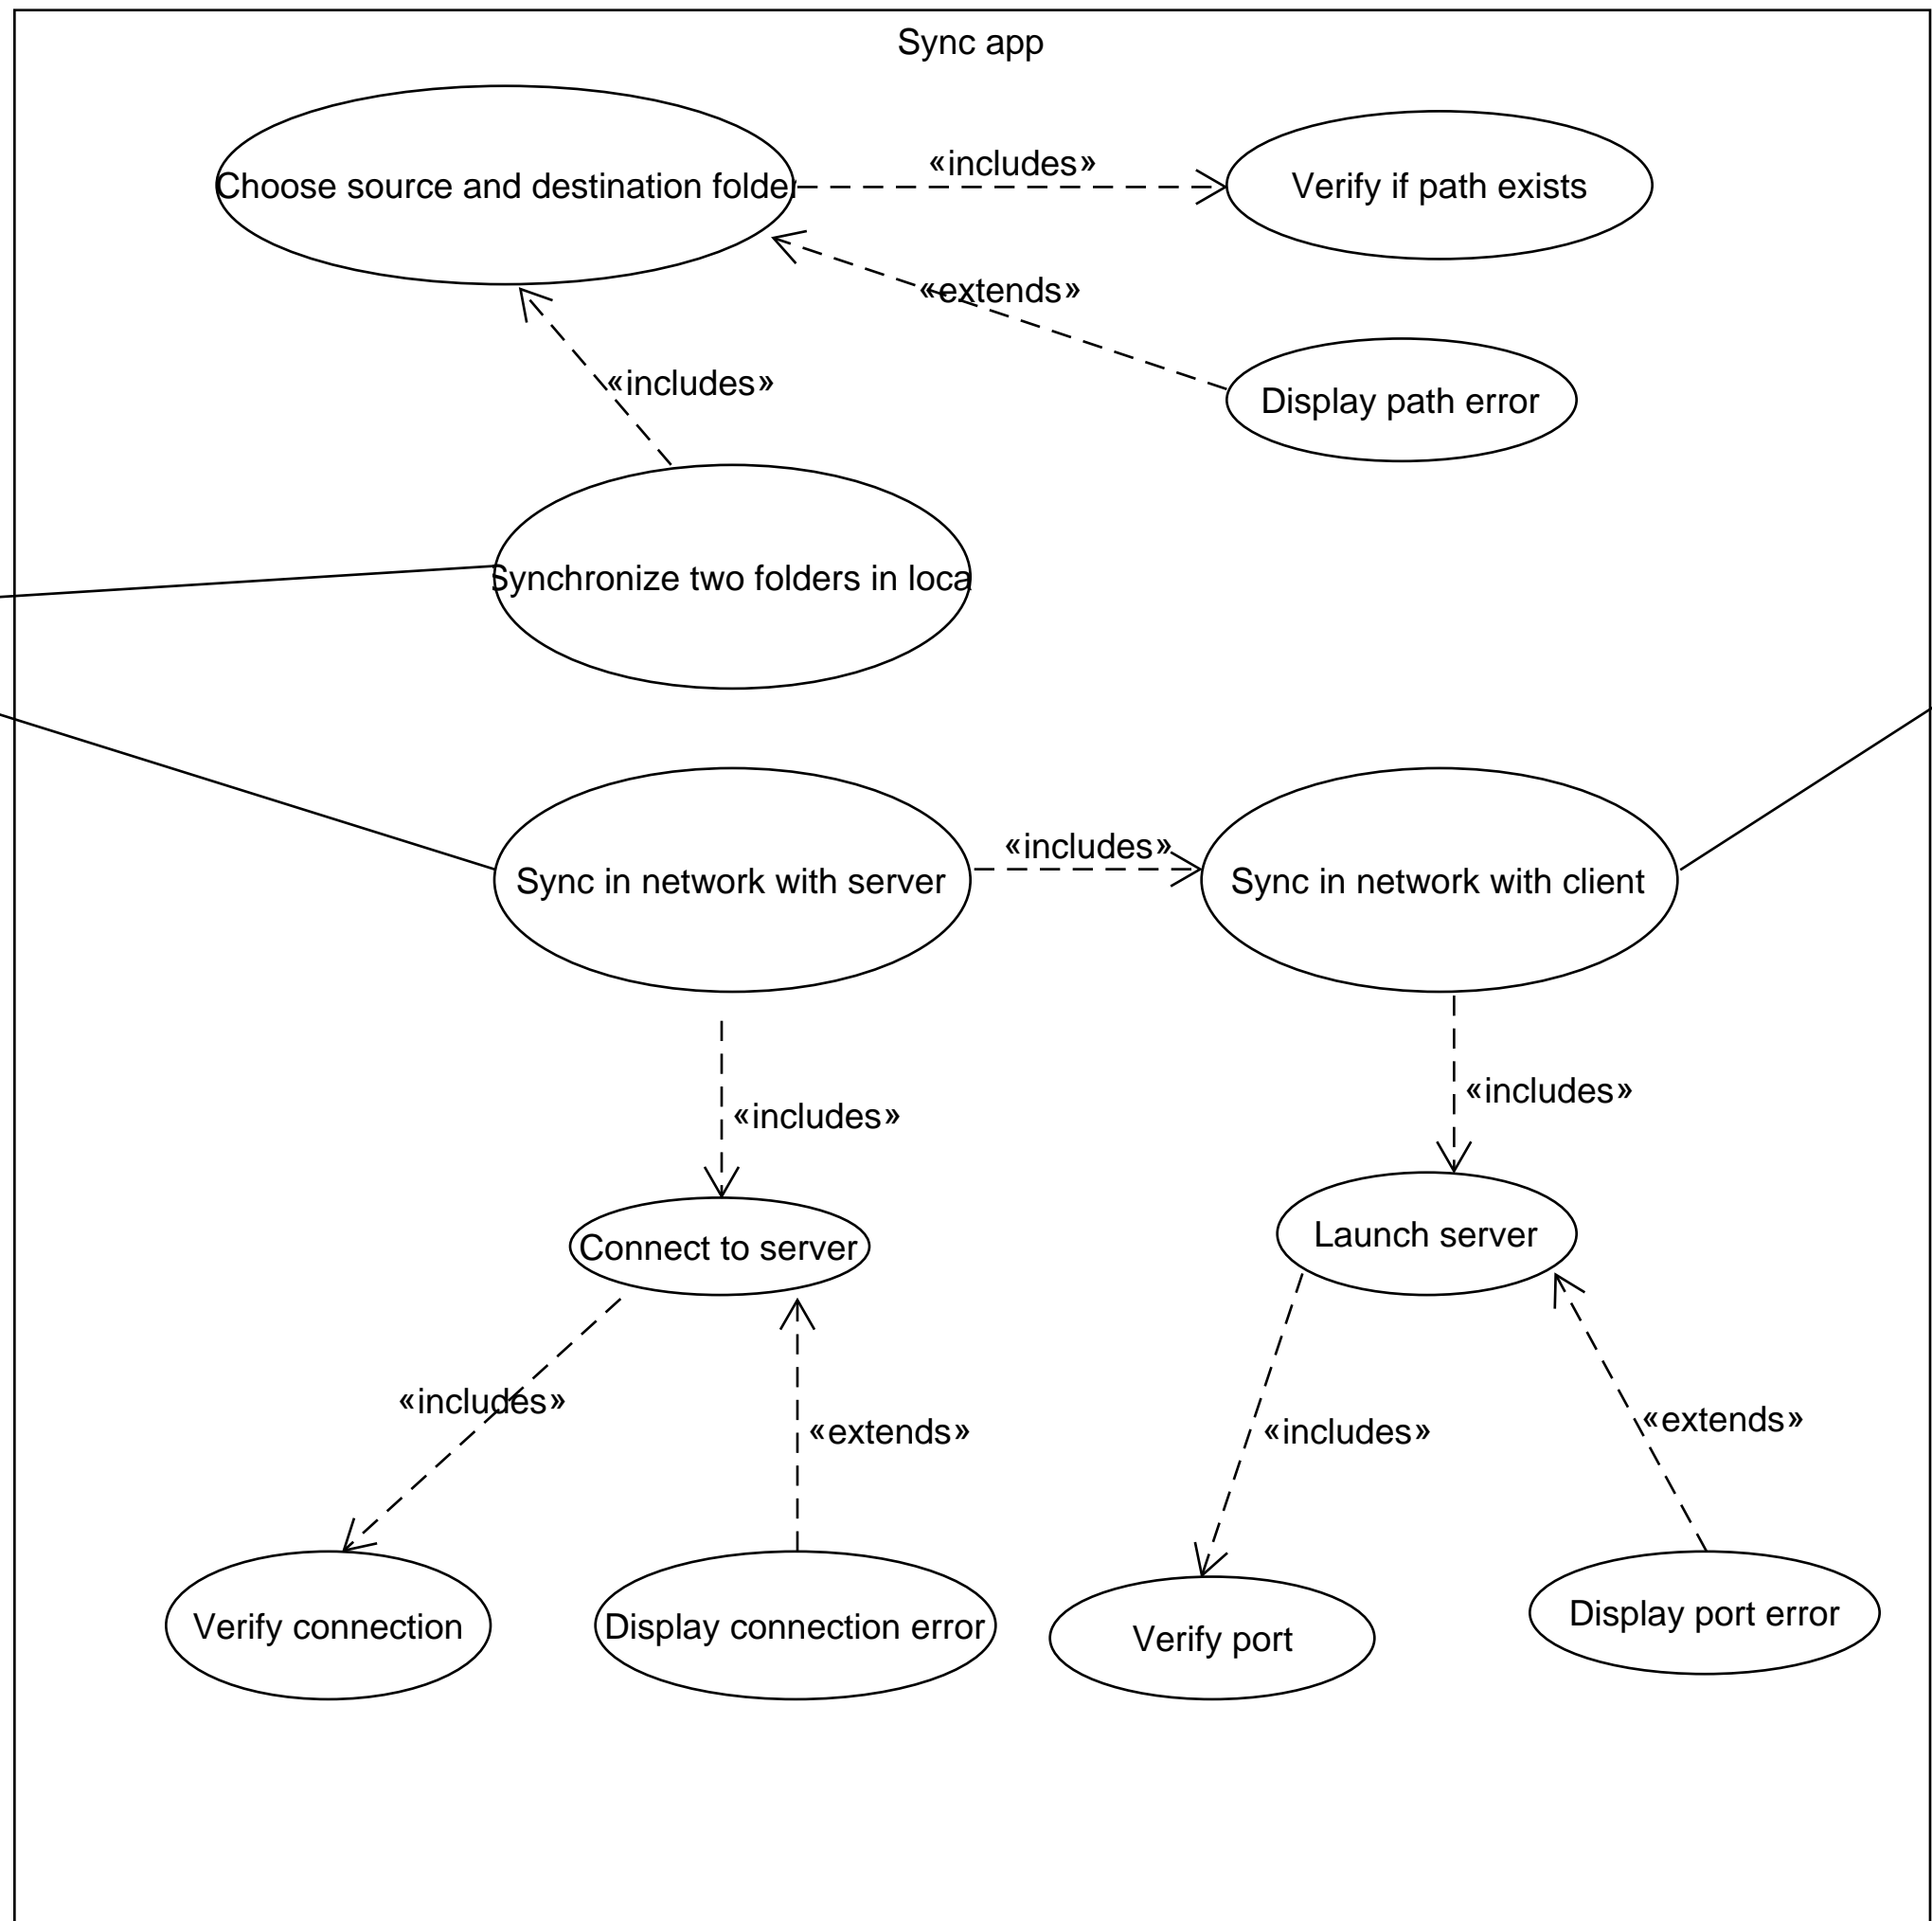 Sync app
«includes»
Choose source and destination folder
Verify if path exists
«extends»
«includes»
Display path error
Synchronize two folders in loca
«includes»
Sync in network with server
Sync in network with client
«includes»
«includes»
Launch server
Connect to server
«includes»
«extends»
«includes»
«extends»
Display port error
Verify connection
Display connection error
Verify port